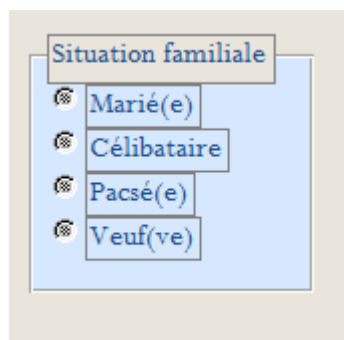 Situation familiale
Marié(e)
Célibataire
Pacsé(e)
Veuf(ve)